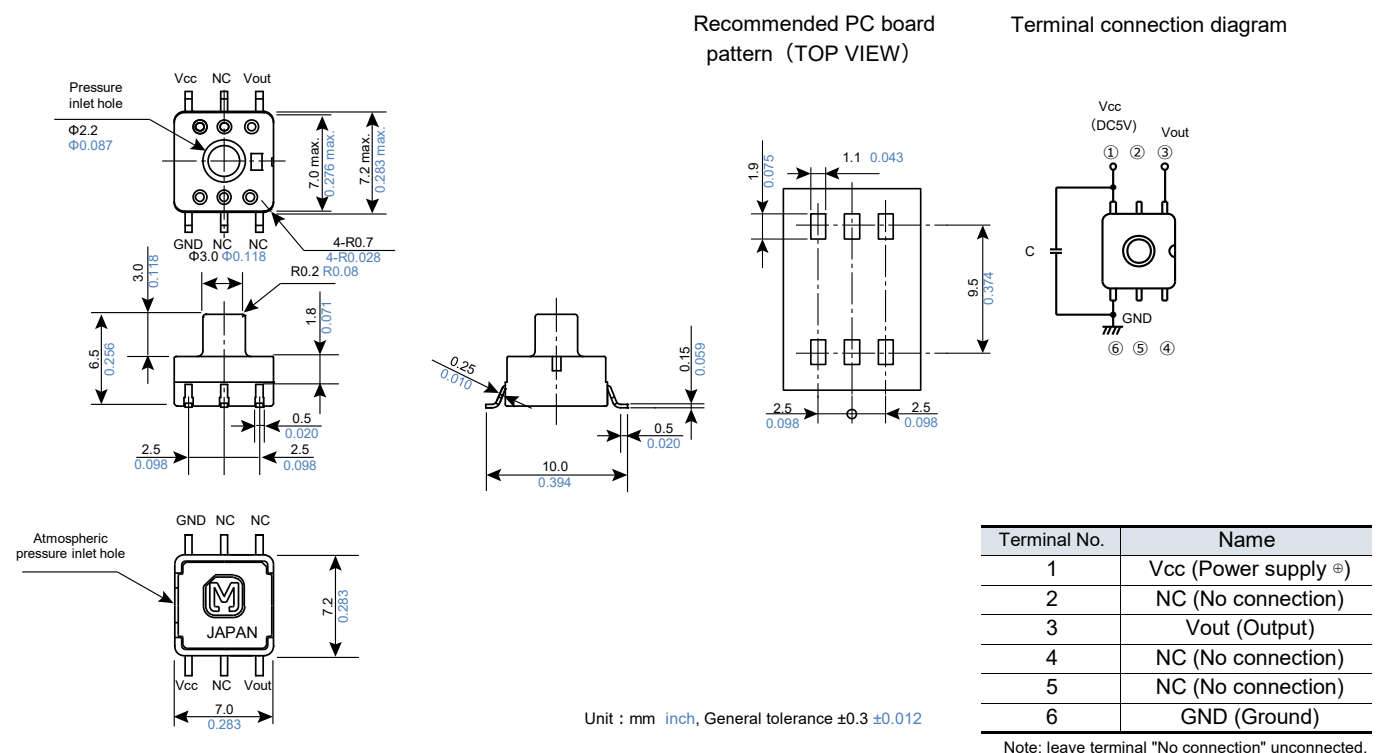 Recommended PC board
pattern（TOP VIEW）
Terminal connection diagram
Vcc NC Vout
Pressure
inlet hole
Φ2.2
Φ0.087
7.0 max.
0.276 max.
7.2 max.
0.283 max.
GND NC NC
4-R0.7
4-R0.028
Φ3.0 Φ0.118
R0.2 R0.08
3.0
0.118
1.8
0.071
6.5
0.256
0.5
0.020
2.5
0.098
2.5
0.098
0.25
0.010
0.15
0.059
0.5
0.020
10.0
0.394
1.9
0.075
1.1 0.043
9.5
0.374
2.5
0.098
2.5
0.098
Vcc
(DC5V)
Vout
① ② ③
C
GND
⑥ ⑤ ④
GND NC NC
Atmospheric
pressure inlet hole
M
JAPAN
7.2
0.283
Vcc NC Vout
7.0
0.283
Unit : mm inch, General tolerance ±0.3 ±0.012
Terminal No. Name
1 Vcc (Power supply ⊕)
2 NC (No connection)
3 Vout (Output)
4 NC (No connection)
5 NC (No connection)
6 GND (Ground)
Note: leave terminal "No connection" unconnected.